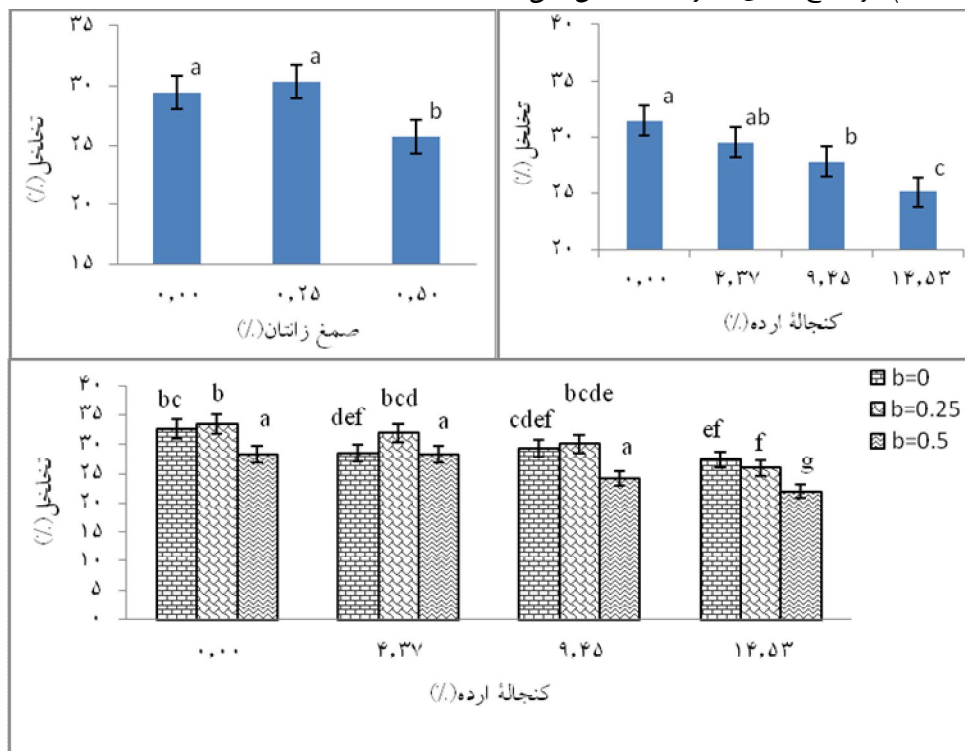 ۳۵
۳۰
۲۵
۲۰
۱۵
تخلخل(٪)
a
a
b
۰,۰۰ ۰,۲۵ ۰,۵۰
صمغ زانتان(٪)
۴۰
۳۵
۳۰
۲۵
۲۰
تخلخل(٪)
a
ab
b
c
۰,۰۰ ۴,۳۷ ۹,۴۵ ۱۴,۵۳
کنجالهٔ ارده(٪)
۴۰
۳۵
۳۰
۲۵
۲۰
۱۵
۱۰
۵
۰
تخلخل(٪)
bc b a
def bcd a
cdef bcde a
ef f g
b=0
b=0.25
b=0.5
۰,۰۰ ۴,۳۷ ۹,۴۵ ۱۴,۵۳
کنجالهٔ ارده(٪)